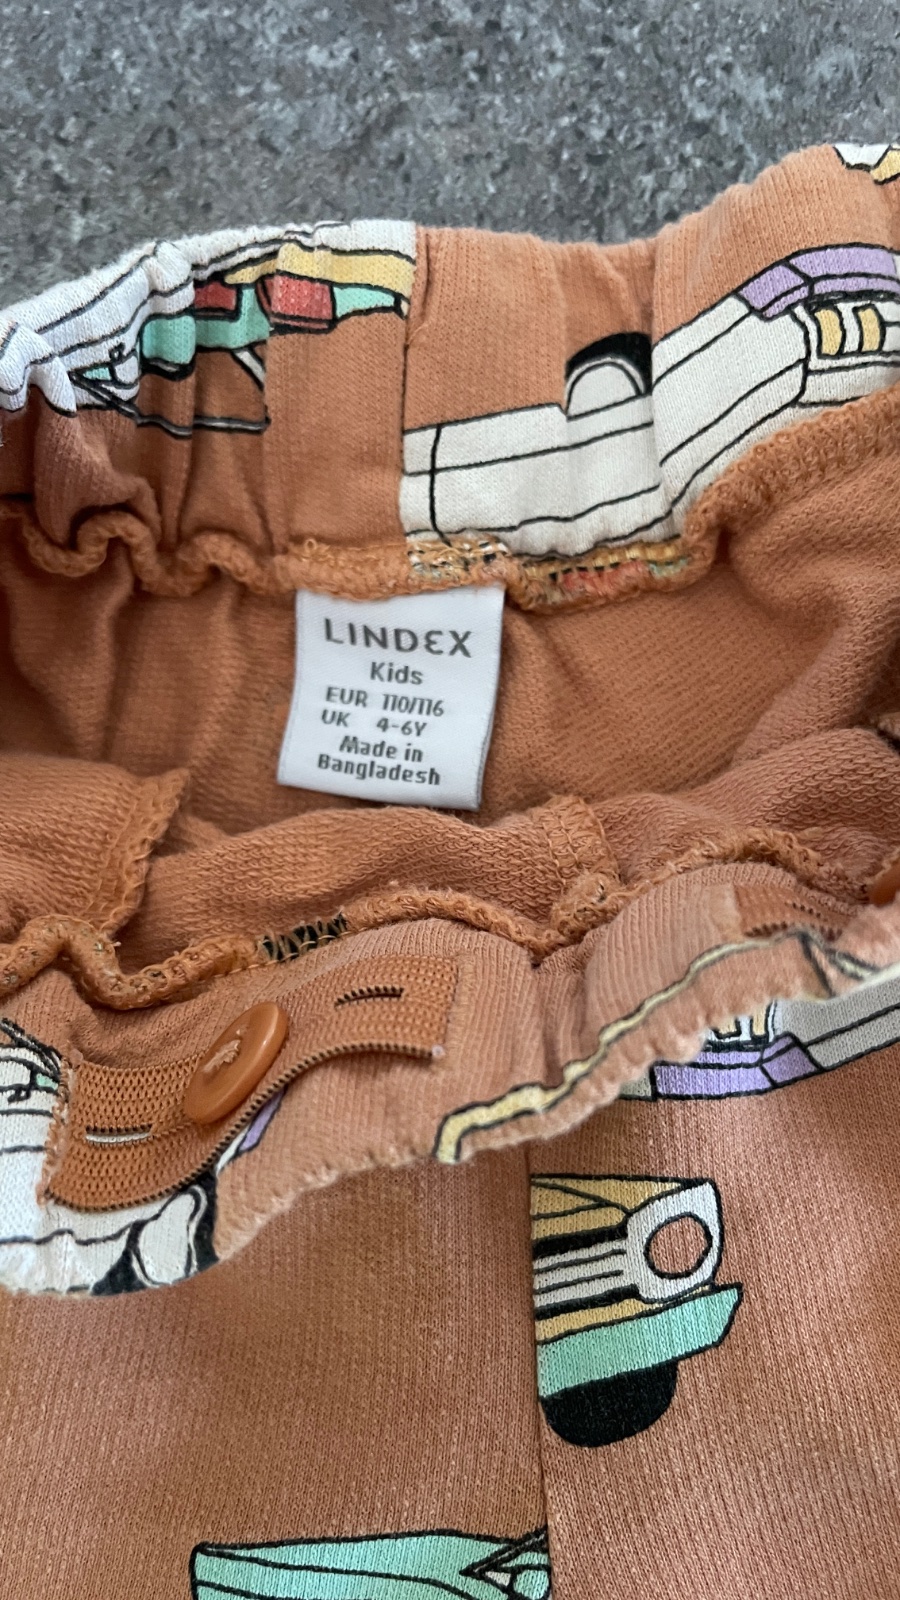 LINDEX
Kids
EUR 110/116
UK 4-6Y
Made in
Bangladesh